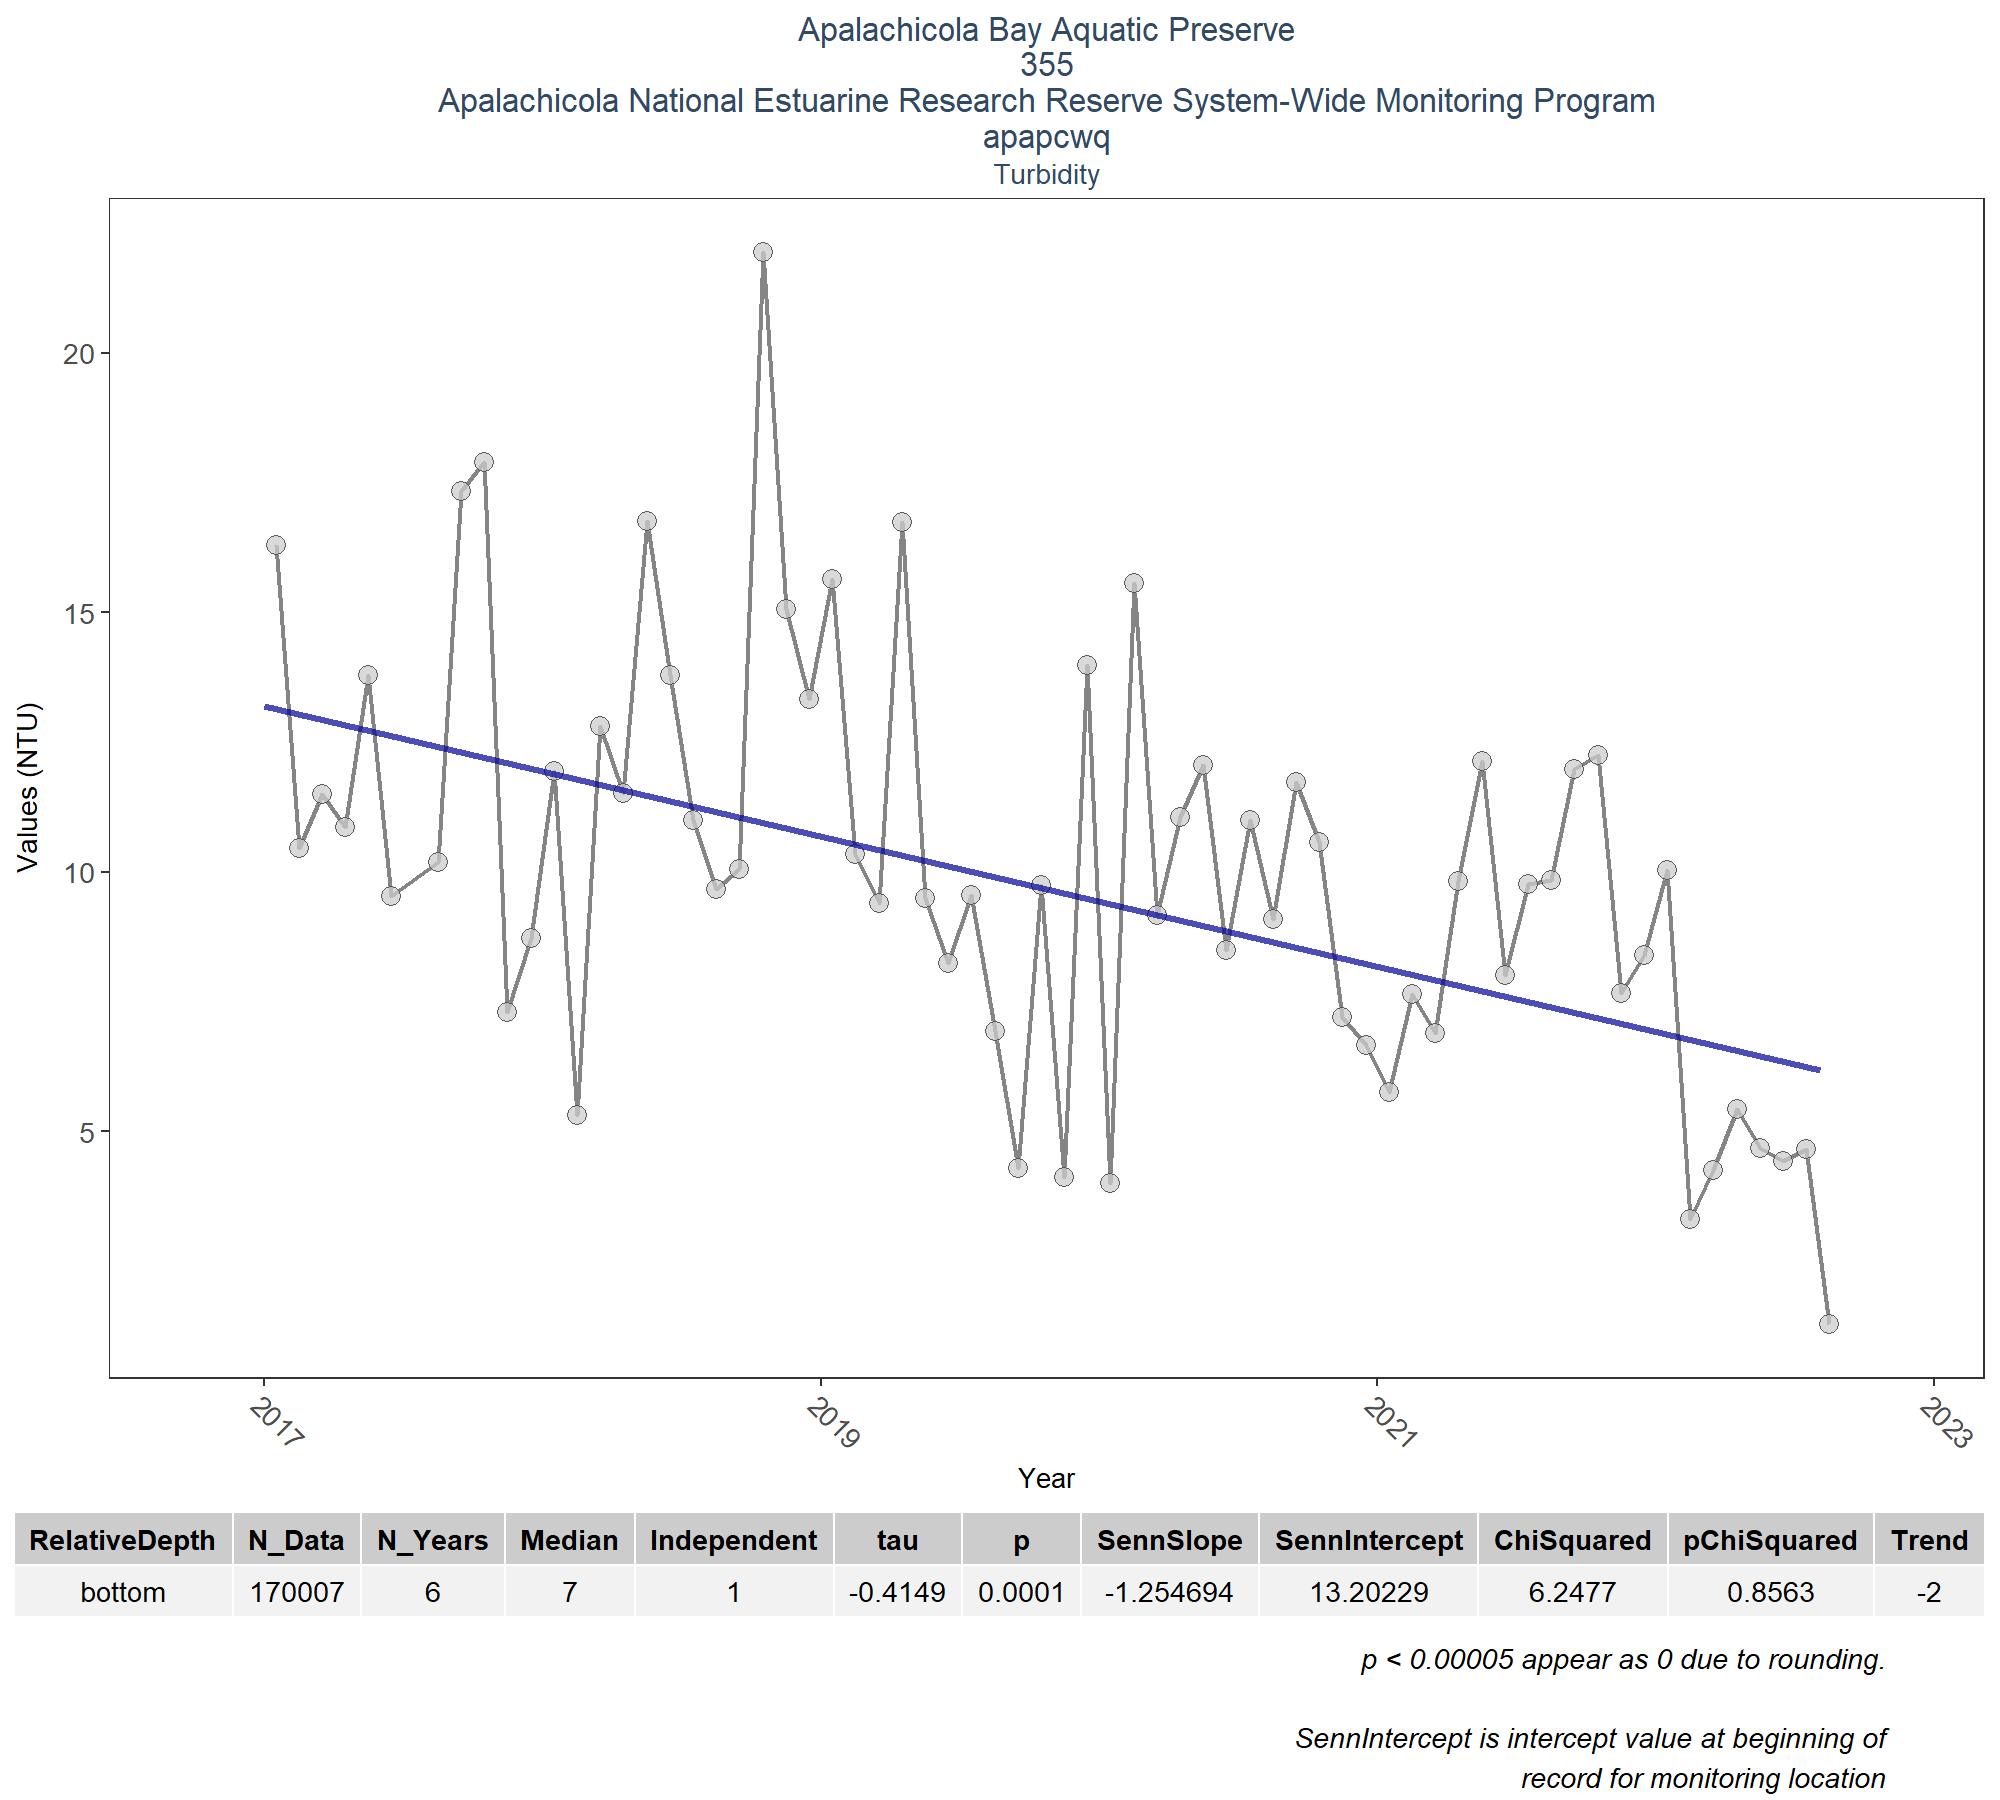 Apalachicola Bay Aquatic Preserve
355
Apalachicola National Estuarine Research Reserve System-Wide Monitoring Program
apapcwq
Turbidity
Values (NTU)
20
15
10
5
2017 2019 2021 2023
Year
RelativeDepth N_Data N_Years Median Independent tau p SennSlope SennIntercept ChiSquared pChiSquared Trend
bottom 170007 6 7 1 -0.4149 0.0001 -1.254694 13.20229 6.2477 0.8563 -2
p < 0.00005 appear as 0 due to rounding.
SennIntercept is intercept value at beginning of
record for monitoring location